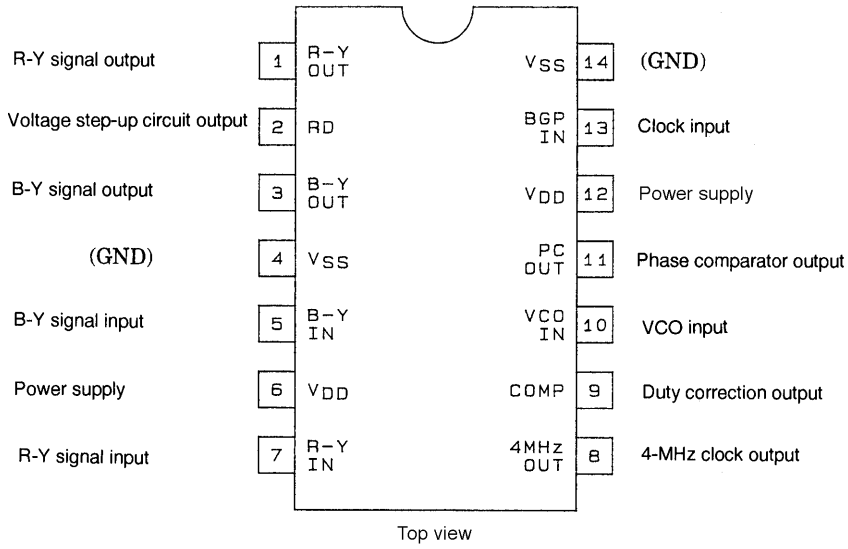 R-Y signal output 1 R-Y OUT VSS 14 (GND)
Voltage step-up circuit output 2 RD BGP IN 13 Clock input
B-Y signal output 3 B-Y OUT VDD 12 Power supply
(GND) 4 VSS PC OUT 11 Phase comparator output
B-Y signal input 5 B-Y IN VCO IN 10 VCO input
Power supply 6 VDD COMP 9 Duty correction output
R-Y signal input 7 R-Y IN 4MHz OUT 8 4-MHz clock output
Top view